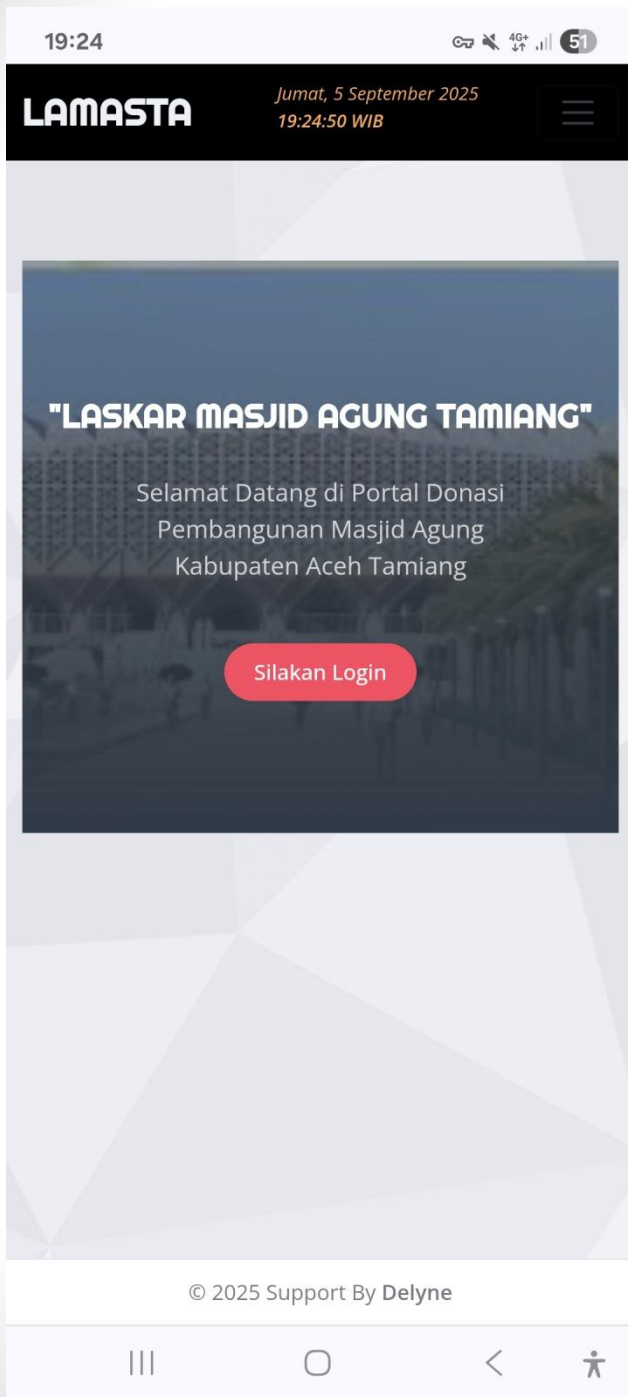 19:24
4G+
51
LAMASTA
Jumat, 5 September 2025
19:24:50 WIB
"LASKAR MASJID AGUNG TAMIANG"
Selamat Datang di Portal Donasi
Pembangunan Masjid Agung
Kabupaten Aceh Tamiang
Silakan Login
© 2025 Support By Delyne